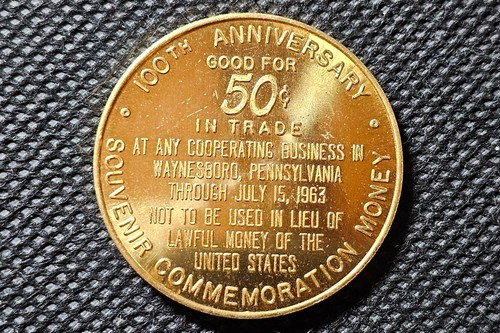 100TH ANNIVERSARY
GOOD FOR
50¢
IN TRADE
AT ANY COOPERATING BUSINESS IN
WAYNESBORO, PENNSYLVANIA
THROUGH JULY 15, 1963
NOT TO BE USED IN LIEU OF
LAWFUL MONEY OF THE
UNITED STATES
SOUVENIR COMMEMORATION MONEY